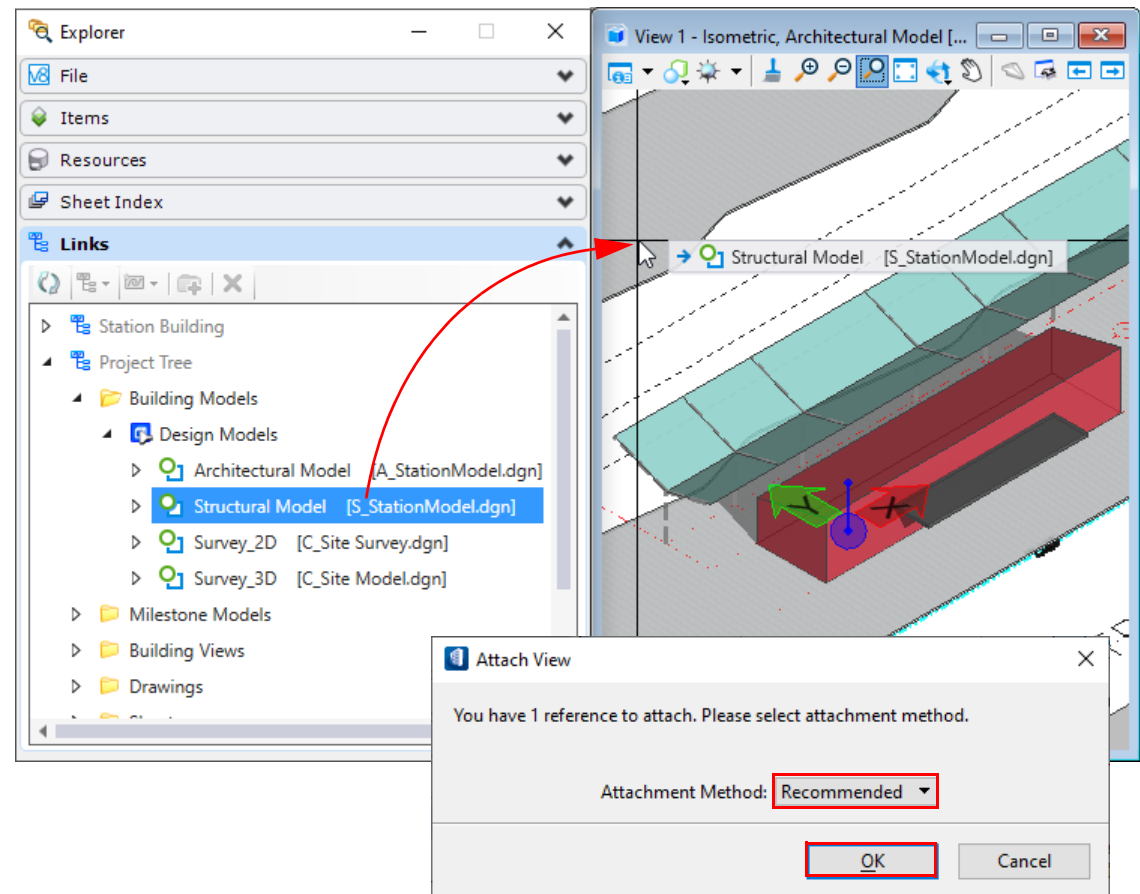 Explorer
File
Items
Resources
Sheet Index
Links
Station Building
Project Tree
Building Models
Design Models
Architectural Model [A_StationModel.dgn]
Structural Model [S_StationModel.dgn]
Survey_2D [C_Site Survey.dgn]
Survey_3D [C_Site Model.dgn]
Milestone Models
Building Views
Drawings
View 1 - Isometric, Architectural Model [...
Structural Model [S_StationModel.dgn]
Y
X
Attach View
You have 1 reference to attach. Please select attachment method.
Attachment Method: Recommended
OK
Cancel